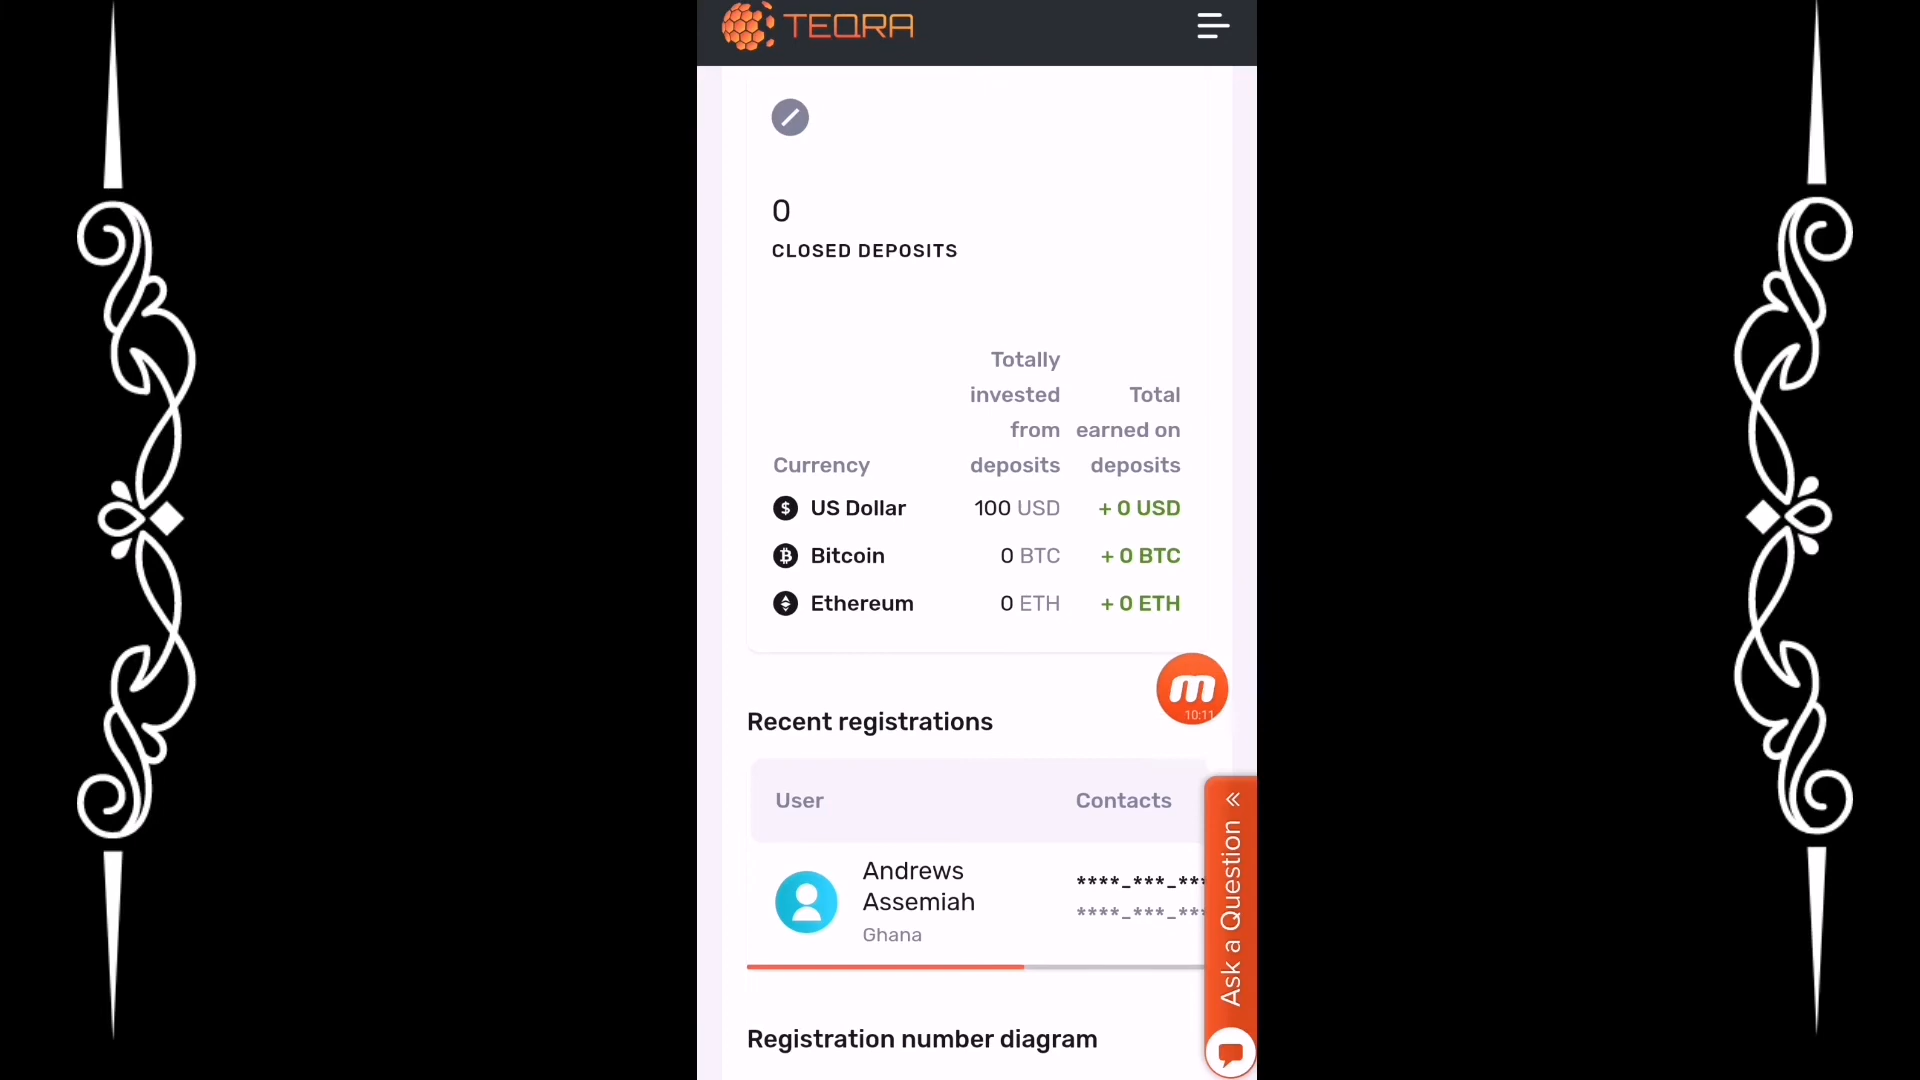 TEQRA
0
CLOSED DEPOSITS
Totally
invested Total
from earned on
Currency deposits deposits
$ US Dollar 100 USD + 0 USD
Bitcoin 0 BTC + 0 BTC
Ethereum 0 ETH + 0 ETH
m
10:11
Recent registrations
User Contacts
Andrews
Assemiah
Ghana
****_***_***
****_***_***
Ask a Question
Registration number diagram